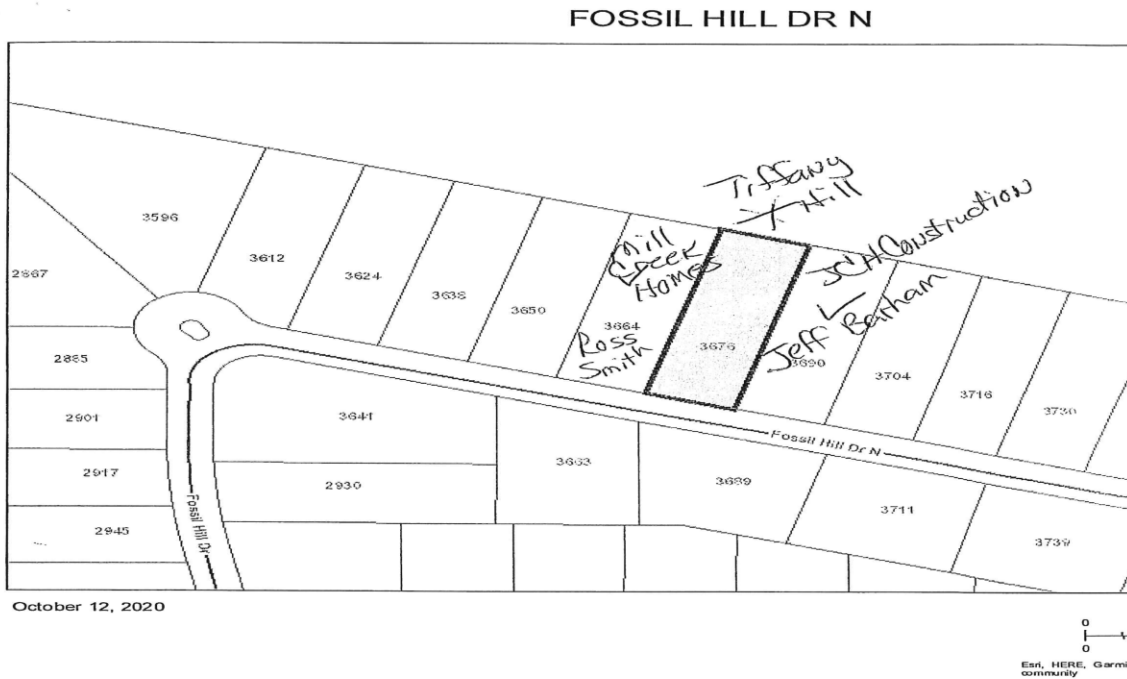 FOSSIL HILL DR N
Tiffany
Hill
JCH Construction
Jeff Barham
Mill
Creek
Homes
Ross
Smith
3596
2867
3612
3624
3638
3650
3664
3676
3690
3704
3716
3730
2885
2901
2917
2945
3641
2930
3663
3689
3711
3739
Fossil Hill Dr N
Fossil Hill Dr
October 12, 2020
0
0
Esri, HERE, Garmi
community